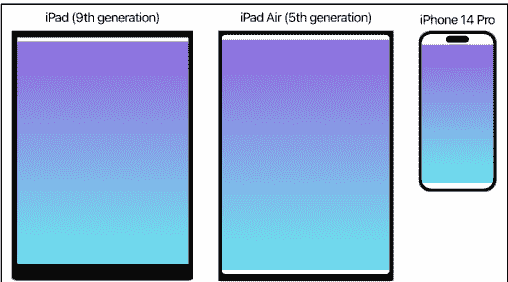 iPad (9th generation)
iPad Air (5th generation)
iPhone 14 Pro